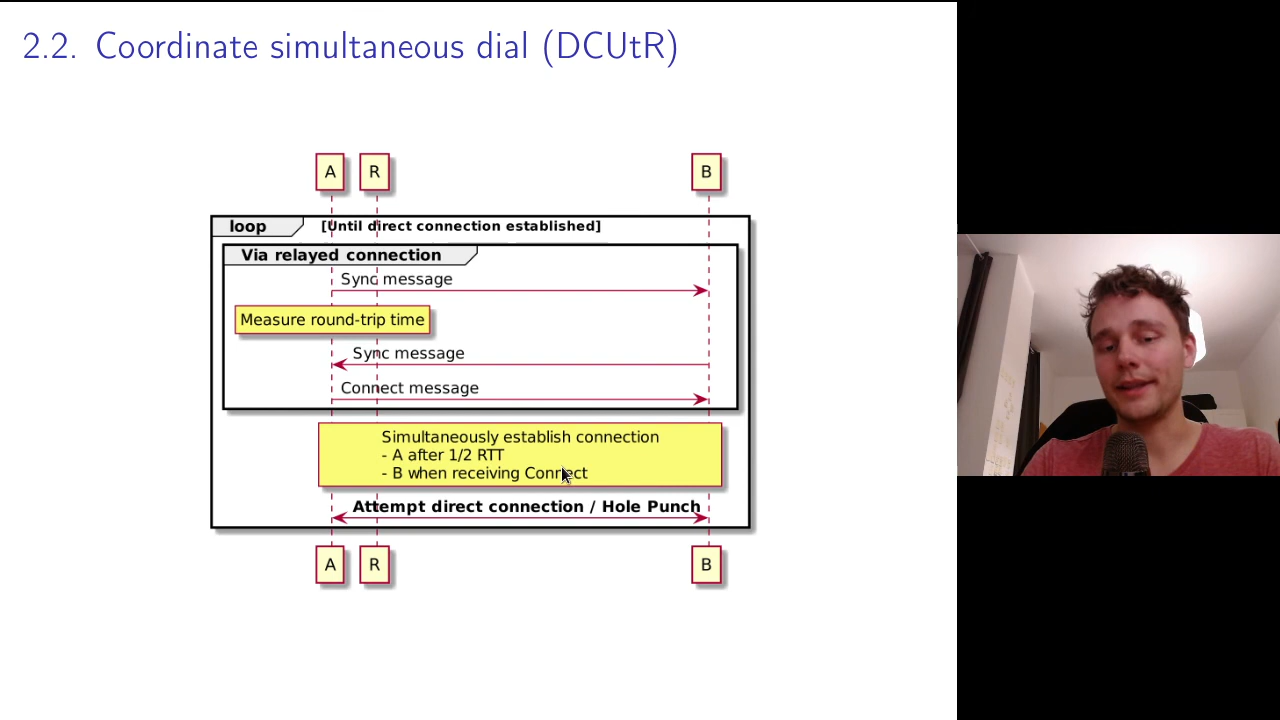 2.2. Coordinate simultaneous dial (DCUtR)
A R B
loop [Until direct connection established]
Via relayed connection
Sync message
Measure round-trip time
Sync message
Connect message
Simultaneously establish connection
- A after 1/2 RTT
- B when receiving Connect
Attempt direct connection / Hole Punch
A R B